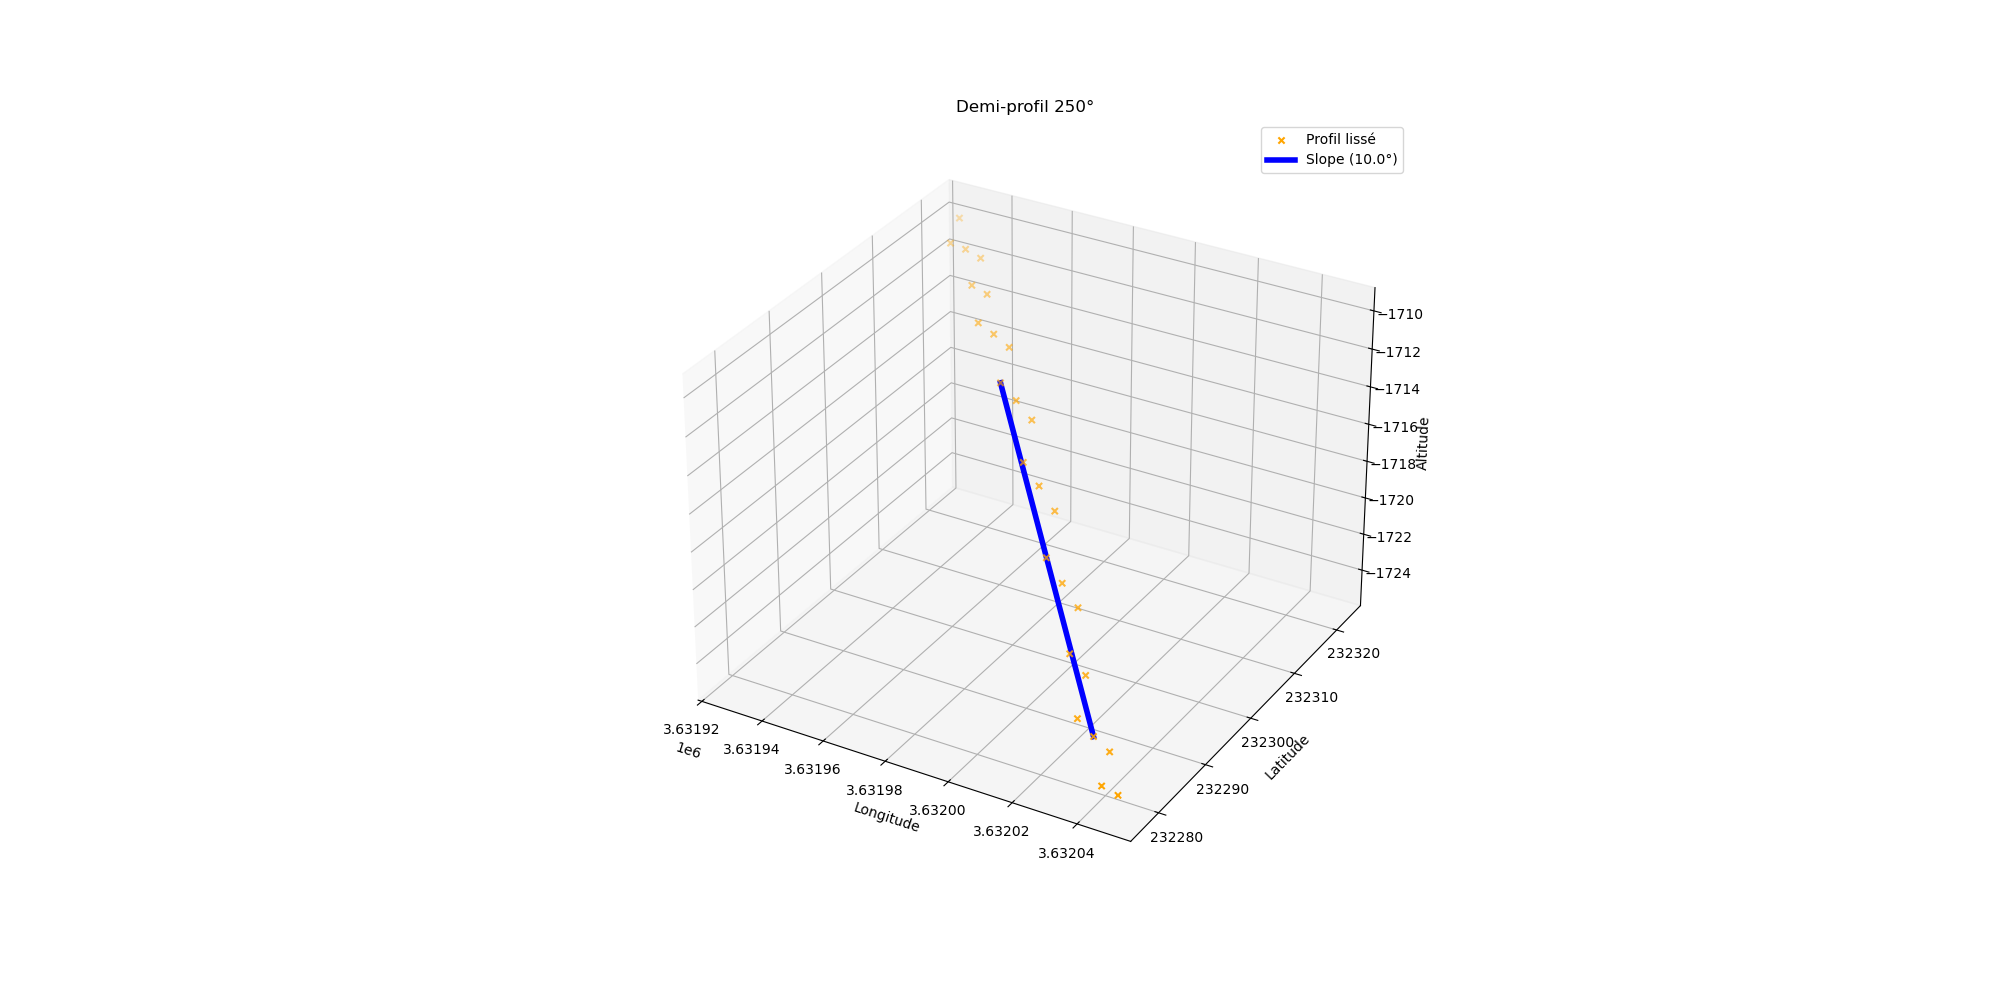 Demi-profil 250°
Profil lissé
Slope (10.0°)
−1710
−1712
−1714
−1716
−1718
−1720
−1722
−1724
Altitude
232320
232310
232300
232290
232280
Latitude
3.63192
3.63194
3.63196
3.63198
3.63200
3.63202
3.63204
1e6
Longitude